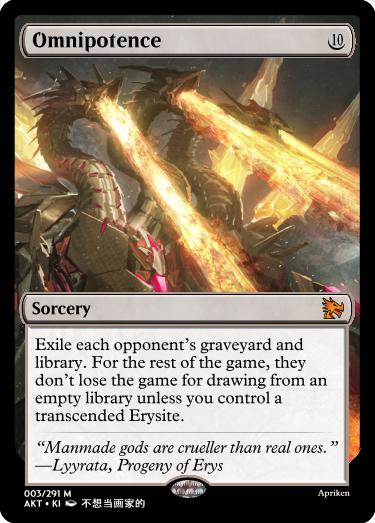 Omnipotence 10
Sorcery
Exile each opponent's graveyard and
library. For the rest of the game, they
don't lose the game for drawing from an
empty library unless you control a
transcended Erysite.
“Manmade gods are crueller than real ones.”
—Lyyrata, Progeny of Erys
003/291 M
Apriken
AKT • KI 不想当画家的